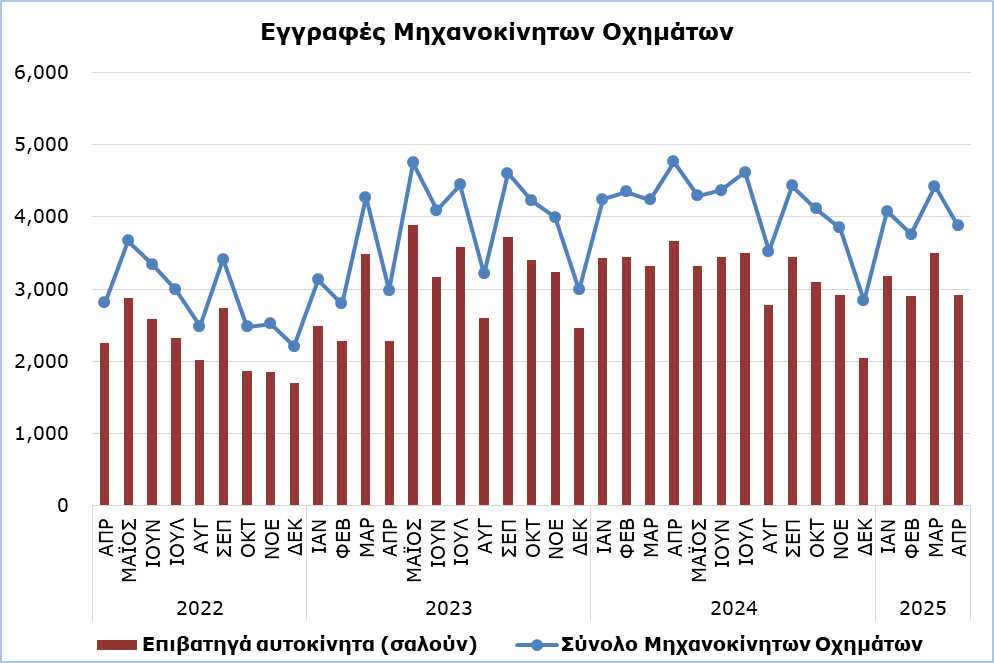 Εγγραφές Μηχανοκίνητων Οχημάτων
6,000
5,000
4,000
3,000
2,000
1,000
0
ΑΠΡ ΜΑΪΟΣ ΙΟΥΝ ΙΟΥΛ ΑΥΓ ΣΕΠ ΟΚΤ ΝΟΕ ΔΕΚ ΙΑΝ ΦΕΒ ΜΑΡ ΑΠΡ ΜΑΪΟΣ ΙΟΥΝ ΙΟΥΛ ΑΥΓ ΣΕΠ ΟΚΤ ΝΟΕ ΔΕΚ ΙΑΝ ΦΕΒ ΜΑΡ ΑΠΡ ΜΑΪΟΣ ΙΟΥΝ ΙΟΥΛ ΑΥΓ ΣΕΠ ΟΚΤ ΝΟΕ ΔΕΚ ΙΑΝ ΦΕΒ ΜΑΡ ΑΠΡ
2022 2023 2024 2025
Επιβατηγά αυτοκίνητα (σαλούν) Σύνολο Μηχανοκίνητων Οχημάτων